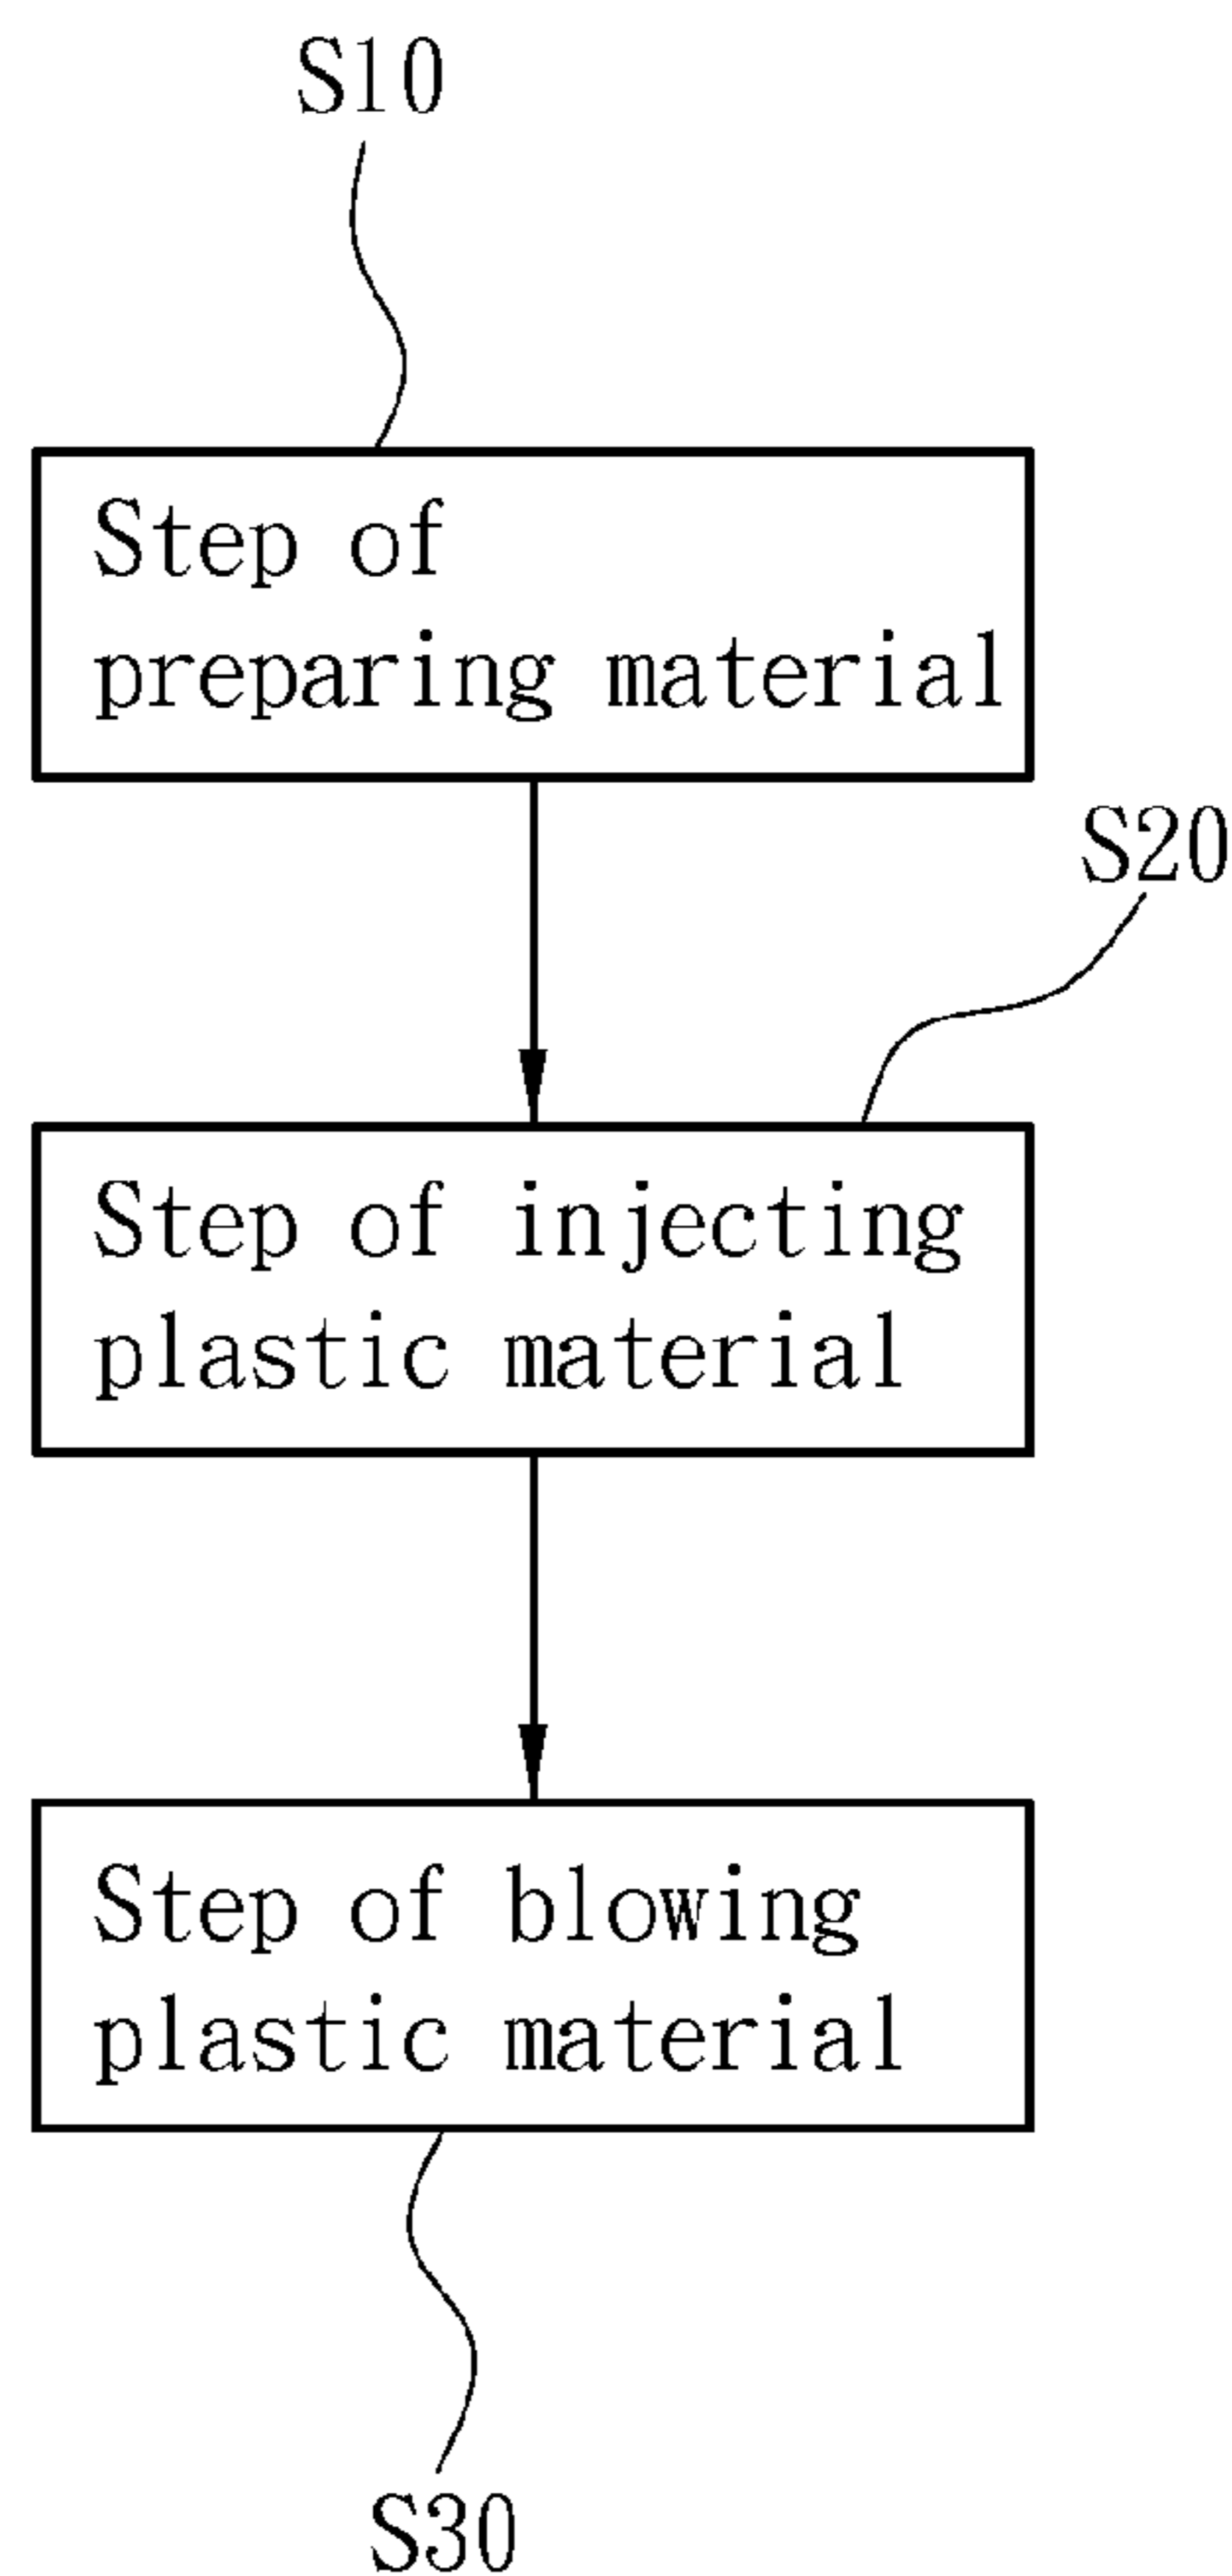 S10
Step of
preparing material
S20
Step of injecting
plastic material
Step of blowing
plastic material
S30